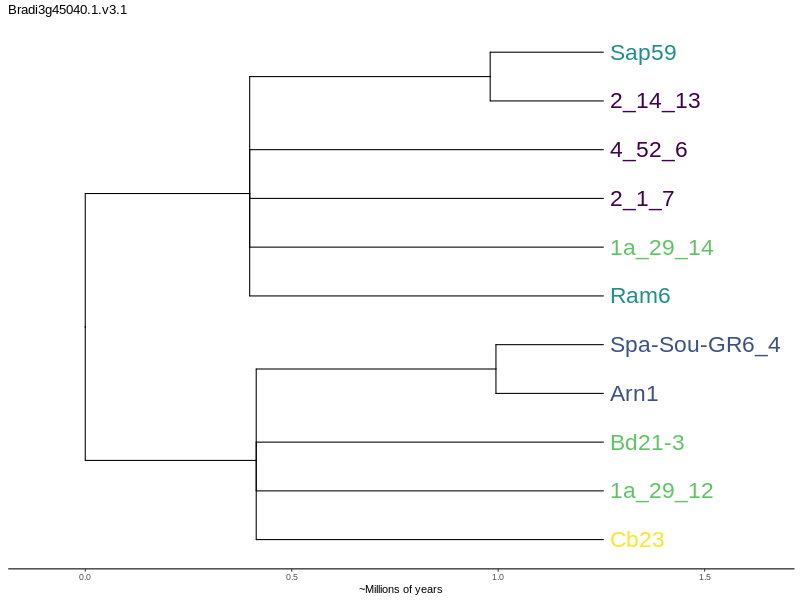 Bradi3g45040.1.v3.1
Sap59
2_14_13
4_52_6
2_1_7
1a_29_14
Ram6
Spa-Sou-GR6_4
Arn1
Bd21-3
1a_29_12
Cb23
0.0 0.5 1.0 1.5
~Millions of years